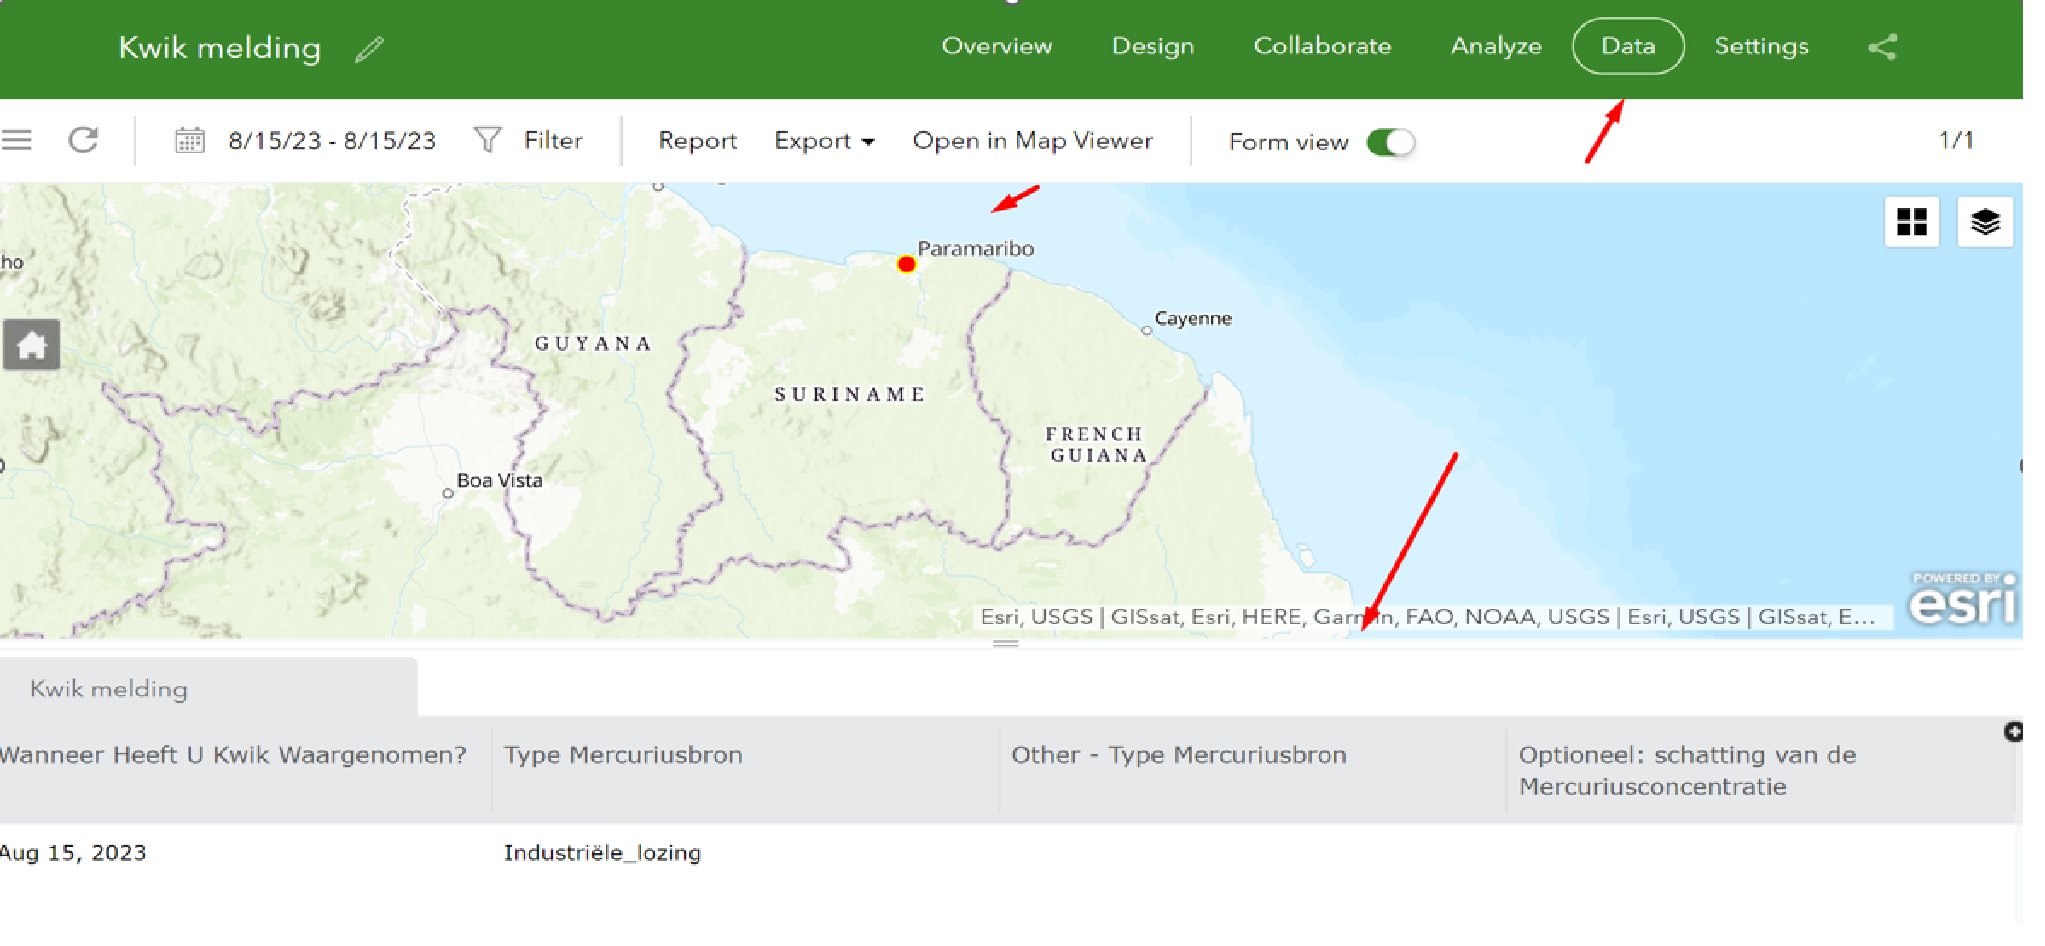 Kwik melding Overview Design Collaborate Analyze Data Settings
8/15/23 - 8/15/23 Filter Report Export Open in Map Viewer Form view 1/1
Paramaribo
ho
Cayenne
GUYANA
SURINAME
FRENCH
GUIANA
Boa Vista
POWERED BY
esri
Esri, USGS | GISsat, Esri, HERE, Garmin, FAO, NOAA, USGS | Esri, USGS | GISsat, E...
Kwik melding
Wanneer Heeft U Kwik Waargenomen? Type Mercuriusbron Other - Type Mercuriusbron Optioneel: schatting van de
Mercuriusconcentratie
Aug 15, 2023 Industriële_lozing